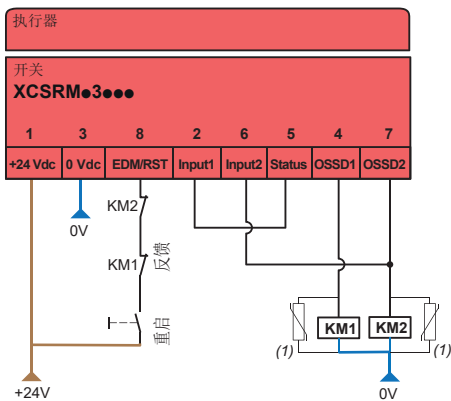 执行器
开关
XCSRM●3●●●
1 3 8 2 6 5 4 7
+24 Vdc 0 Vdc EDM/RST Input1 Input2 Status OSSD1 OSSD2
KM2
0V
KM1
反馈
重启
KM1 KM2
(1) (1)
+24V
0V